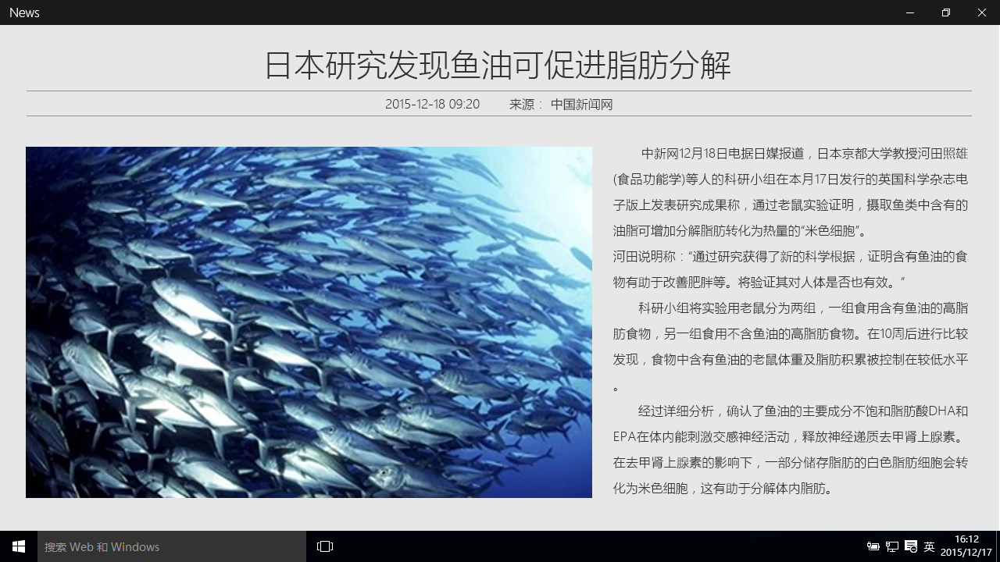 News
日本研究发现鱼油可促进脂肪分解
2015-12-18 09:20 来源： 中国新闻网
中新网12月18日电据日媒报道，日本京都大学教授河田照雄
(食品功能学)等人的科研小组在本月17日发行的英国科学杂志电
子版上发表研究成果称，通过老鼠实验证明，摄取鱼类中含有的
油脂可增加分解脂肪转化为热量的“米色细胞”。
河田说明称：“通过研究获得了新的科学根据，证明含有鱼油的食
物有助于改善肥胖等。将验证其对人体是否也有效。”
科研小组将实验用老鼠分为两组，一组食用含有鱼油的高脂
肪食物，另一组食用不含鱼油的高脂肪食物。在10周后进行比较
发现，食物中含有鱼油的老鼠体重及脂肪积累被控制在较低水平
。
经过详细分析，确认了鱼油的主要成分不饱和脂肪酸DHA和
EPA在体内能刺激交感神经活动，释放神经递质去甲肾上腺素。
在去甲肾上腺素的影响下，一部分储存脂肪的白色脂肪细胞会转
化为米色细胞，这有助于分解体内脂肪。
搜索 Web 和 Windows
英
16:12
2015/12/17